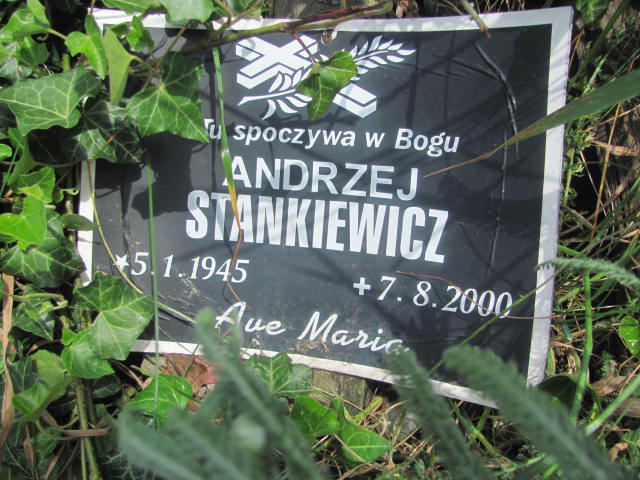 Tu spoczywa w Bogu
ANDRZEJ
STANKIEWICZ
★5.1.1945
+7.8.2000
Ave Maria